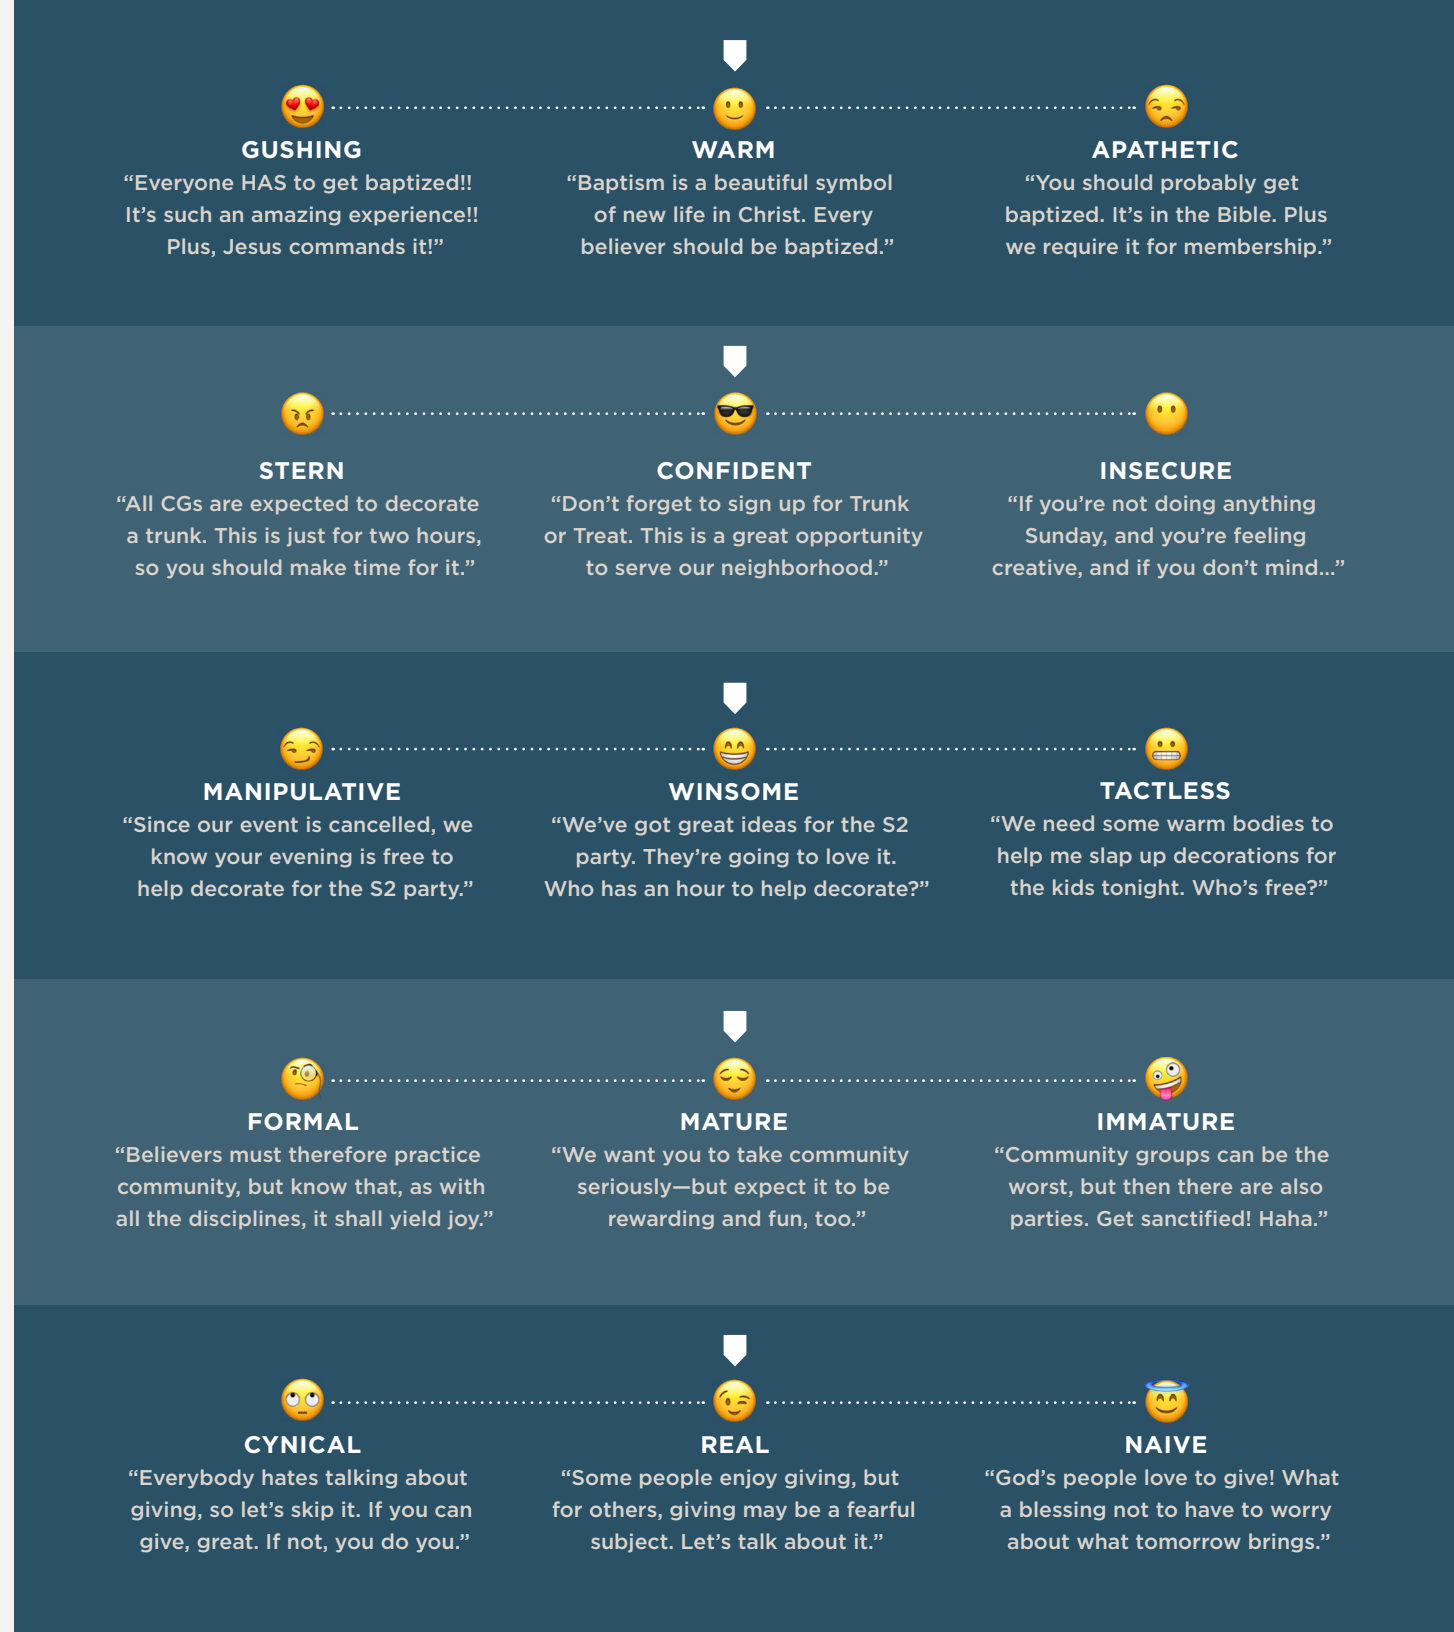 GUSHING
“Everyone HAS to get baptized!!
It’s such an amazing experience!!
Plus, Jesus commands it!”
WARM
“Baptism is a beautiful symbol
of new life in Christ. Every
believer should be baptized.”
APATHETIC
“You should probably get
baptized. It’s in the Bible. Plus
we require it for membership.”
STERN
“All CGs are expected to decorate
a trunk. This is just for two hours,
so you should make time for it.”
CONFIDENT
“Don’t forget to sign up for Trunk
or Treat. This is a great opportunity
to serve our neighborhood.”
INSECURE
“If you’re not doing anything
Sunday, and you’re feeling
creative, and if you don’t mind...”
MANIPULATIVE
“Since our event is cancelled, we
know your evening is free to
help decorate for the S2 party.”
WINSOME
“We’ve got great ideas for the S2
party. They’re going to love it.
Who has an hour to help decorate?”
TACTLESS
“We need some warm bodies to
help me slap up decorations for
the kids tonight. Who’s free?”
FORMAL
“Believers must therefore practice
community, but know that, as with
all the disciplines, it shall yield joy.”
MATURE
“We want you to take community
seriously—but expect it to be
rewarding and fun, too.”
IMMATURE
“Community groups can be the
worst, but then there are also
parties. Get sanctified! Haha.”
CYNICAL
“Everybody hates talking about
giving, so let’s skip it. If you can
give, great. If not, you do you.”
REAL
“Some people enjoy giving, but
for others, giving may be a fearful
subject. Let’s talk about it.”
NAIVE
“God’s people love to give! What
a blessing not to have to worry
about what tomorrow brings.”